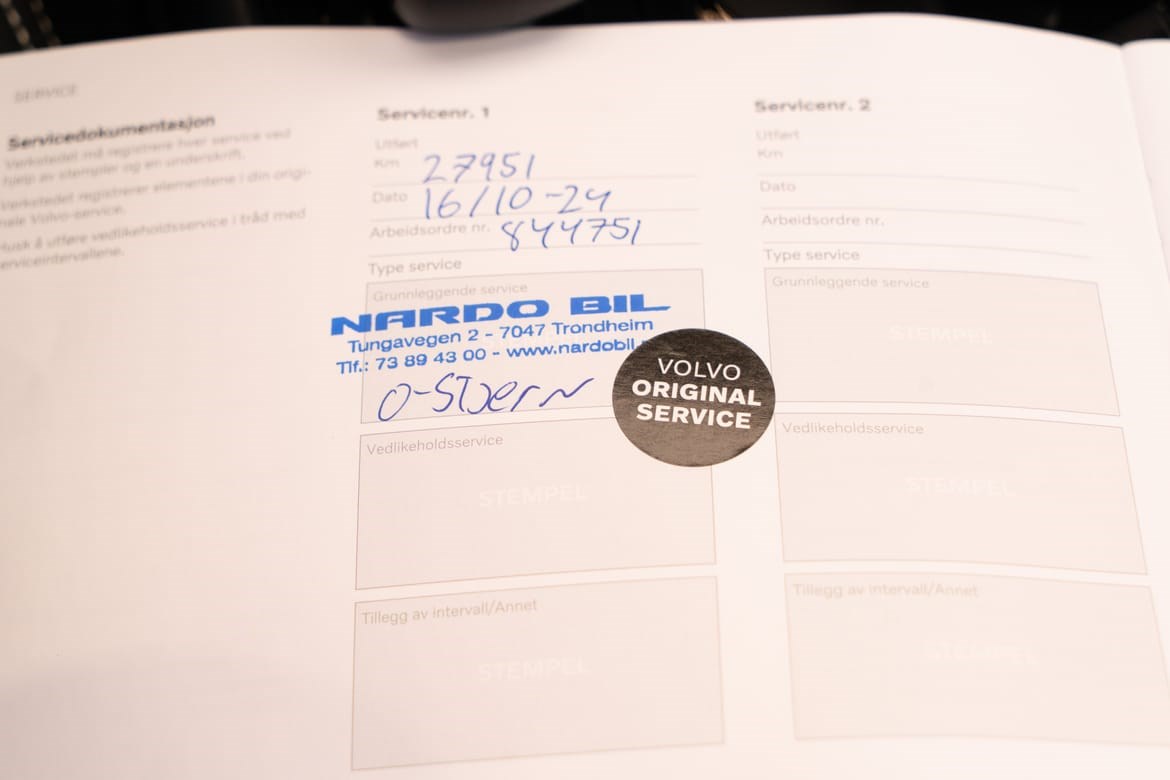 SERVICE
Servicedokumentasjon
Verkstedet må registrere hver service ved
hjelp av stempler og en underskrift.
Verkstedet registrerer elementene i din origi-
nale Volvo-service.
Husk å utføre vedlikeholdsservice i tråd med
serviceintervallene.
Servicenr. 1
Utført
Km 27951
Dato 16/10-24
Arbeidsordre nr. 844751
Type service
Grunnleggende service
NARDO BIL
Tungavegen 2 - 7047 Trondheim
Tlf.: 73 89 43 00 - www.nardobil.
O-Stjern
VOLVO
ORIGINAL
SERVICE
Vedlikeholdsservice
STEMPEL
Tillegg av intervall/Annet
STEMPEL
Servicenr. 2
Utført
Km
Dato
Arbeidsordre nr.
Type service
Grunnleggende service
STEMPEL
Vedlikeholdsservice
STEMPEL
Tillegg av intervall/Annet
STEMPEL